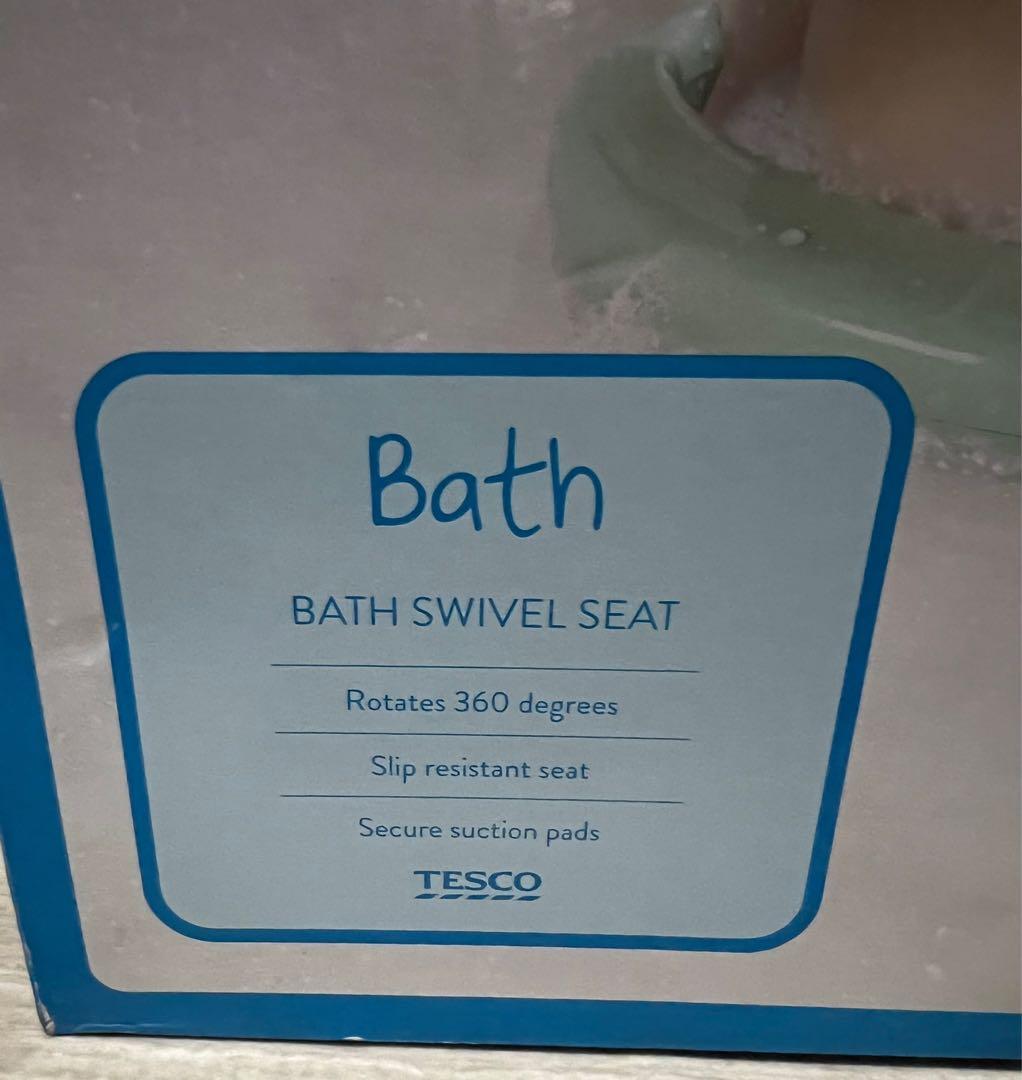 Bath
BATH SWIVEL SEAT
Rotates 360 degrees
Slip resistant seat
Secure suction pads
TESCO